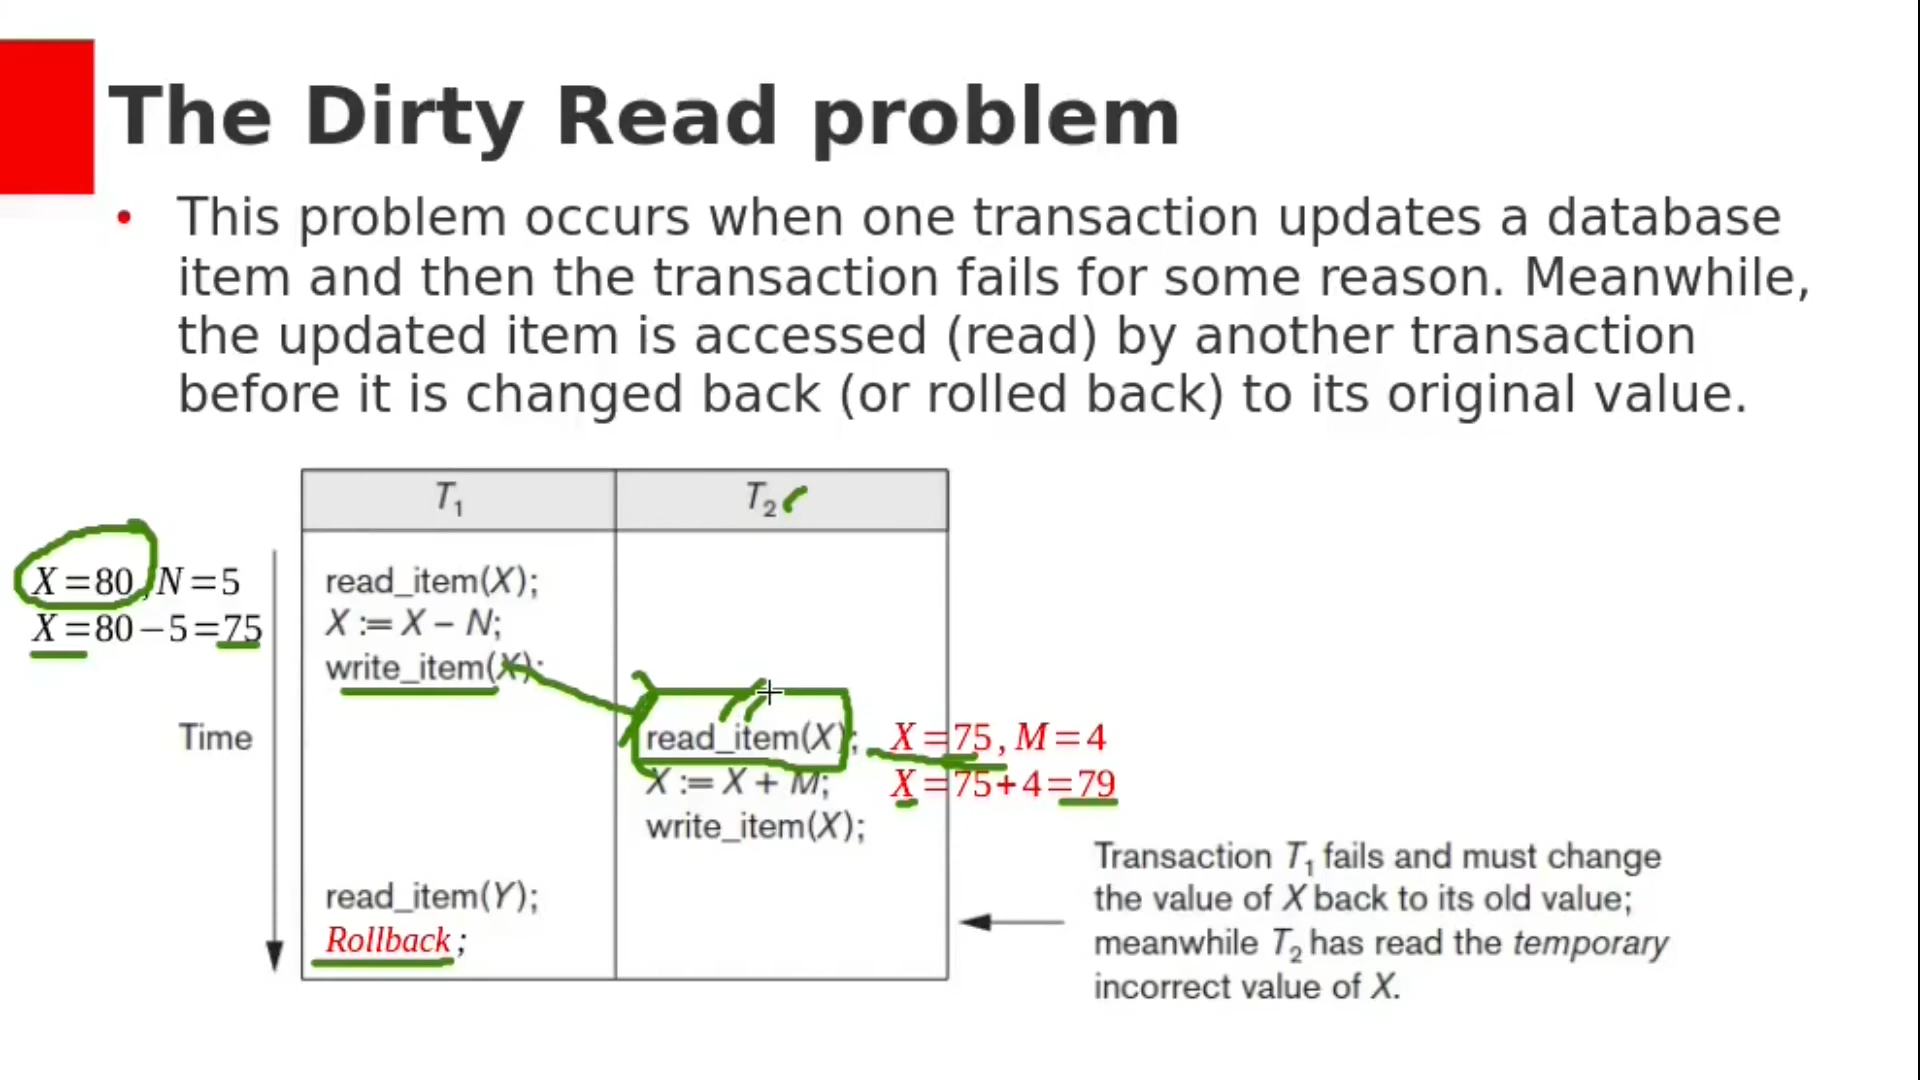 The Dirty Read problem
• This problem occurs when one transaction updates a database
item and then the transaction fails for some reason. Meanwhile,
the updated item is accessed (read) by another transaction
before it is changed back (or rolled back) to its original value.
T1
T2
X=80, N=5
X=80−5=75
Time
read_item(X);
X := X − N;
write_item(X);
read_item(X);
X := X + M;
write_item(X);
X=75, M=4
X=75+4=79
read_item(Y);
Rollback;
Transaction T1 fails and must change
the value of X back to its old value;
meanwhile T2 has read the temporary
incorrect value of X.